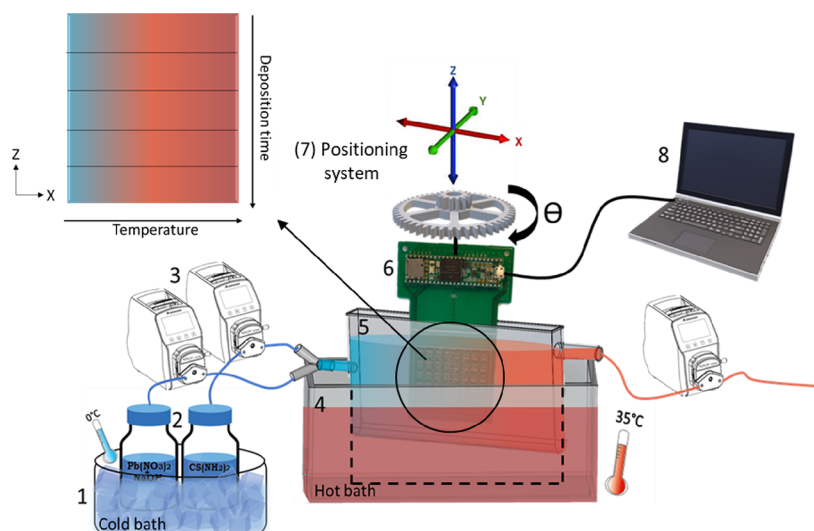 Z
X
Deposition time
Temperature
Z
Y
X
(7) Positioning
system
Θ
8
6
3
5
4
2
1
0°C
Pb(NO3)2
+
NaOH
CS(NH2)2
Cold bath
Hot bath
35°C